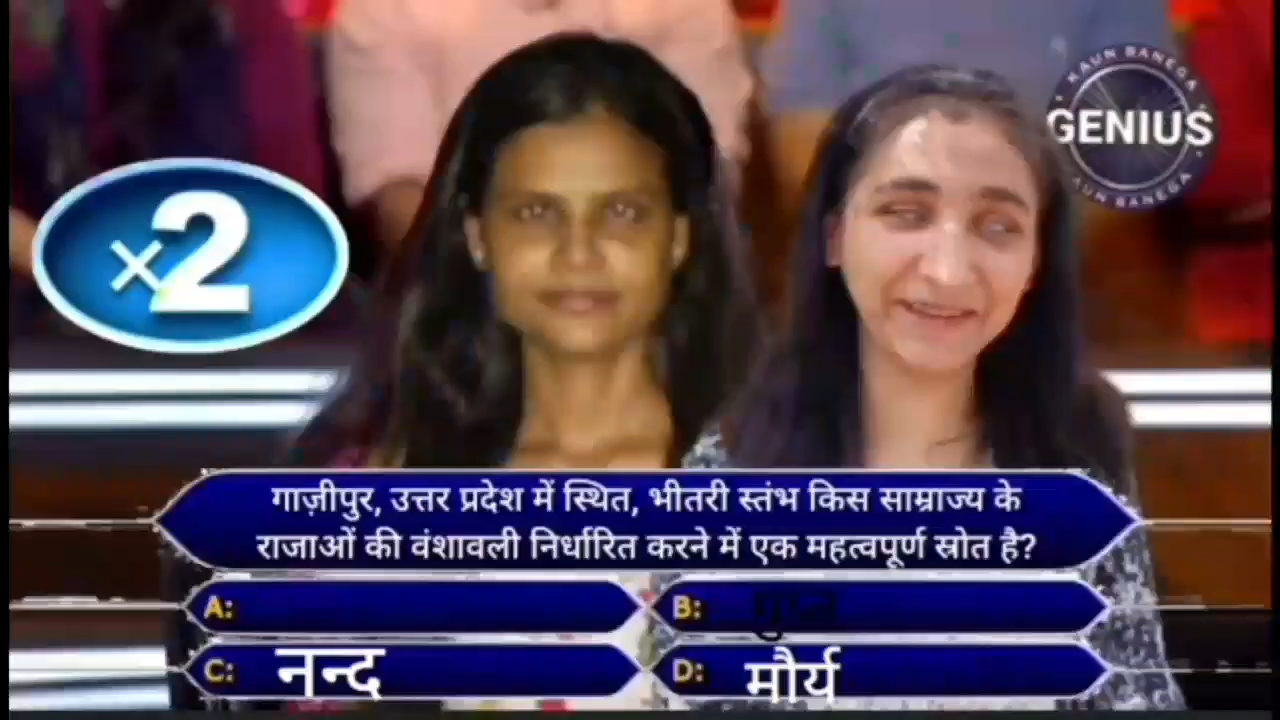 KAUN BANEGA
GENIUS
KAUN BANEGA
×2
गाज़ीपुर, उत्तर प्रदेश में स्थित, भीतरी स्तंभ किस साम्राज्य के
राजाओं की वंशावली निर्धारित करने में एक महत्वपूर्ण स्रोत है?
A:
B: गुप्त
C: नन्द
D: मौर्य